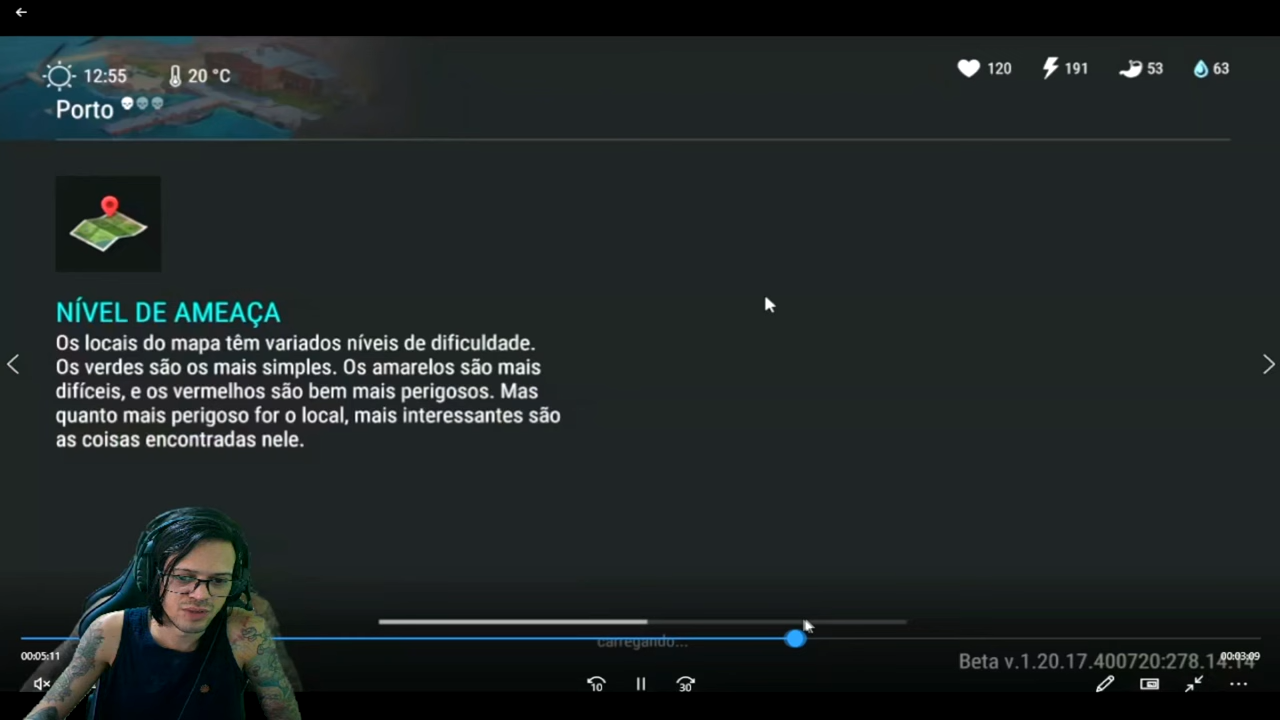 12:55
20 °C
120
191
53
63
Porto
NÍVEL DE AMEAÇA
Os locais do mapa têm variados níveis de dificuldade.
Os verdes são os mais simples. Os amarelos são mais
difíceis, e os vermelhos são bem mais perigosos. Mas
quanto mais perigoso for o local, mais interessantes são
as coisas encontradas nele.
carregando...
00:05:11
00:03:09
Beta v.1.20.17.400720:278.14:14
10
30